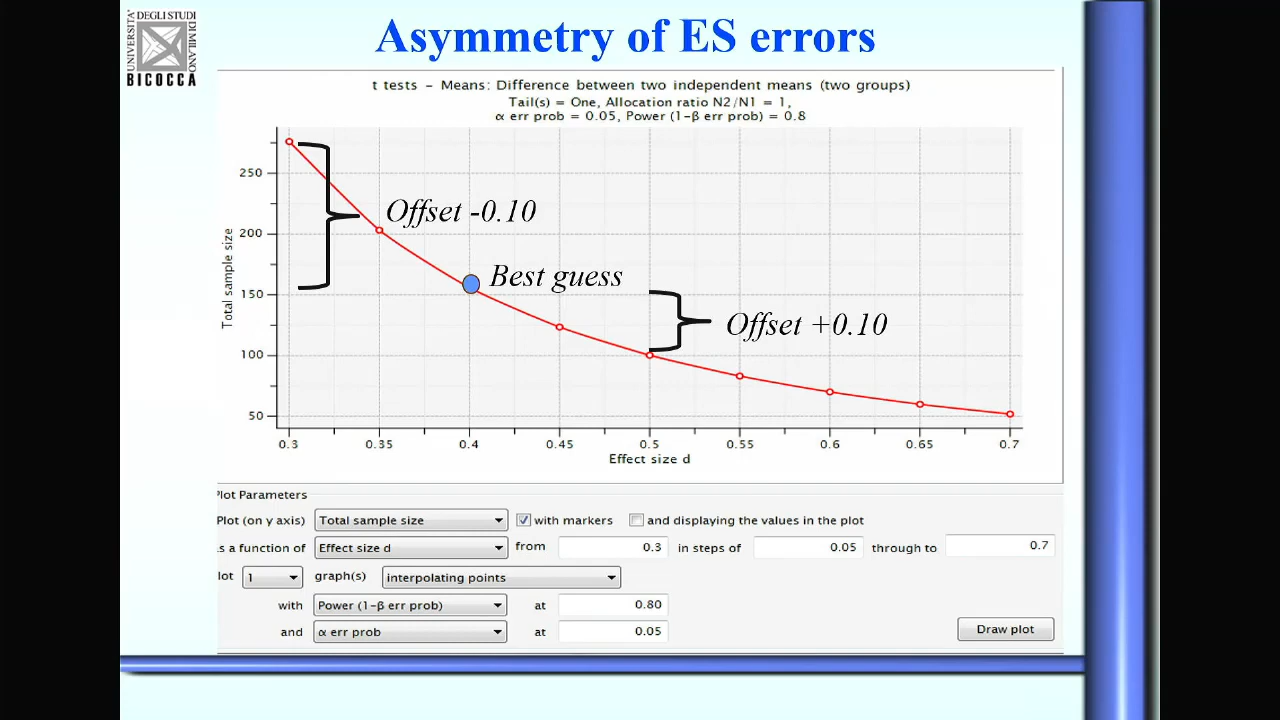 Asymmetry of ES errors
UNIVERSITA'
DEGLI STUDI
DI MILANO
BICOCCA
t tests – Means: Difference between two independent means (two groups)
Tail(s) = One, Allocation ratio N2/N1 = 1,
α err prob = 0.05, Power (1-β err prob) = 0.8
Total sample size
250
200
150
100
50
Offset -0.10
Best guess
Offset +0.10
0.3 0.35 0.4 0.45 0.5 0.55 0.6 0.65 0.7
Effect size d
Plot Parameters
Plot (on y axis) Total sample size with markers and displaying the values in the plot
s a function of Effect size d from 0.3 in steps of 0.05 through to 0.7
lot 1 graph(s) interpolating points
with Power (1-β err prob) at 0.80
and α err prob at 0.05
Draw plot